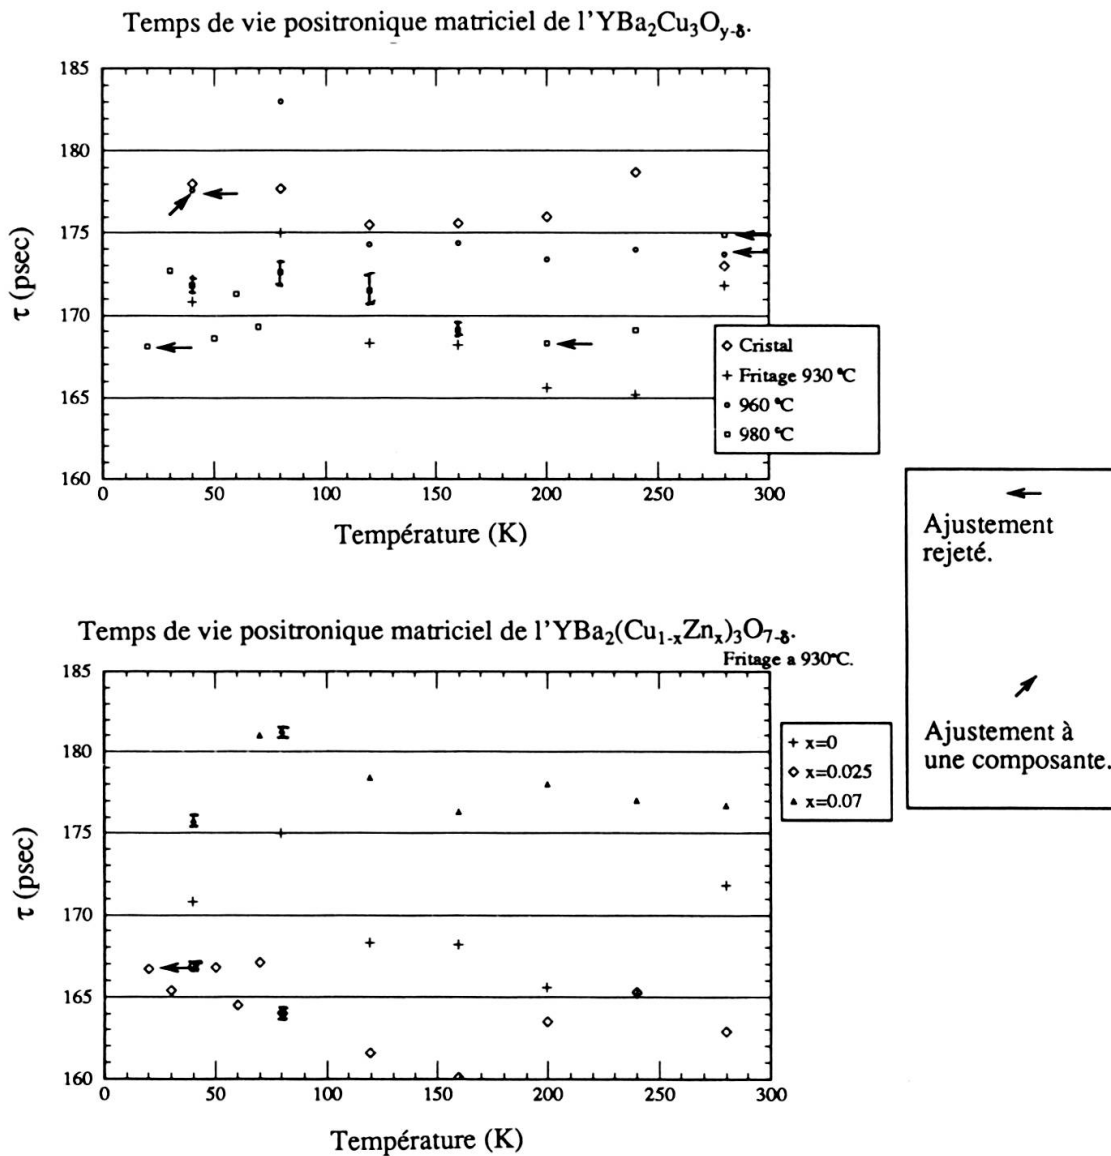 Temps de vie positronique matriciel de l'YBa₂Cu₃Oy-δ.
185
180
175
170
165
160
τ (psec)
0 50 100 150 200 250 300
Température (K)
◇ Cristal
+ Fritage 930 °C
∘ 960 °C
▫ 980 °C
Ajustement
rejeté.
Ajustement à
une composante.
Temps de vie positronique matriciel de l'YBa₂(Cu₁₋ₓZnₓ)₃O₇-δ.
Fritage a 930°C.
185
180
175
170
165
160
τ (psec)
0 50 100 150 200 250 300
Température (K)
+ x=0
◇ x=0.025
▴ x=0.07